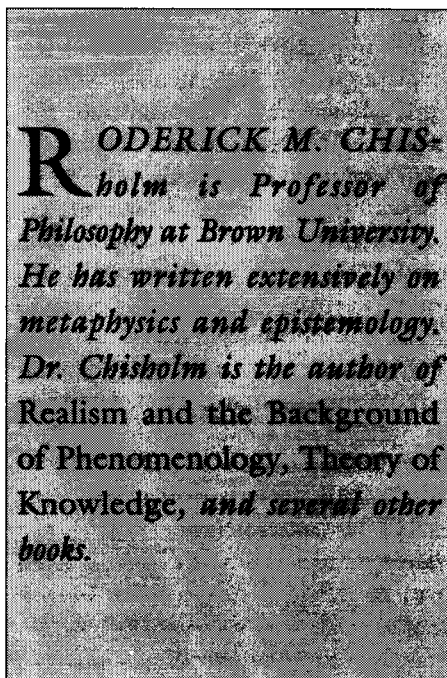 RODERICK M. CHIS-
holm is Professor of
Philosophy at Brown University.
He has written extensively on
metaphysics and epistemology.
Dr. Chisholm is the author of
Realism and the Background
of Phenomenology, Theory of
Knowledge, and several other
books.